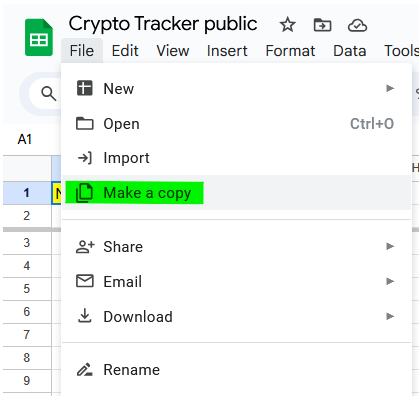 Crypto Tracker public
File Edit View Insert Format Data Tools
A1
New
Open Ctrl+O
Import
1 Make a copy
2
3 Share
4
5 Email
6 Download
7
8
9 Rename